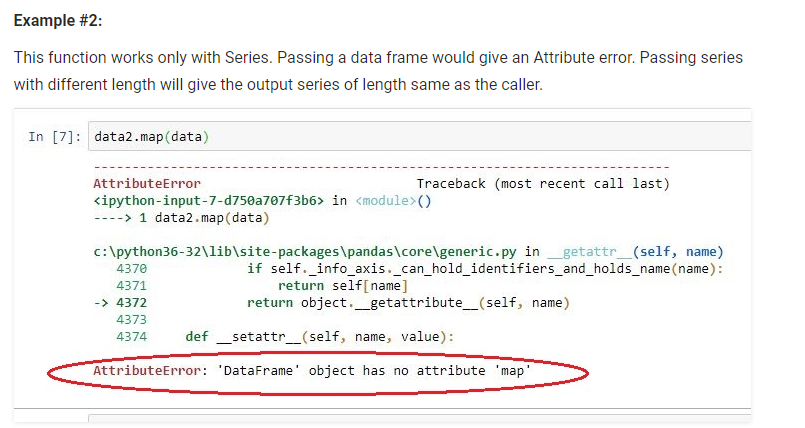 Example #2:
This function works only with Series. Passing a data frame would give an Attribute error. Passing series
with different length will give the output series of length same as the caller.
In [7]: data2.map(data)
---------------------------------------------------------------------------
AttributeError                            Traceback (most recent call last)
<ipython-input-7-d750a707f3b6> in <module>()
----> 1 data2.map(data)
c:\python36-32\lib\site-packages\pandas\core\generic.py in __getattr__(self, name)
   4370             if self._info_axis._can_hold_identifiers_and_holds_name(name):
   4371                 return self[name]
-> 4372             return object.__getattribute__(self, name)
   4373
   4374     def __setattr__(self, name, value):
AttributeError: 'DataFrame' object has no attribute 'map'